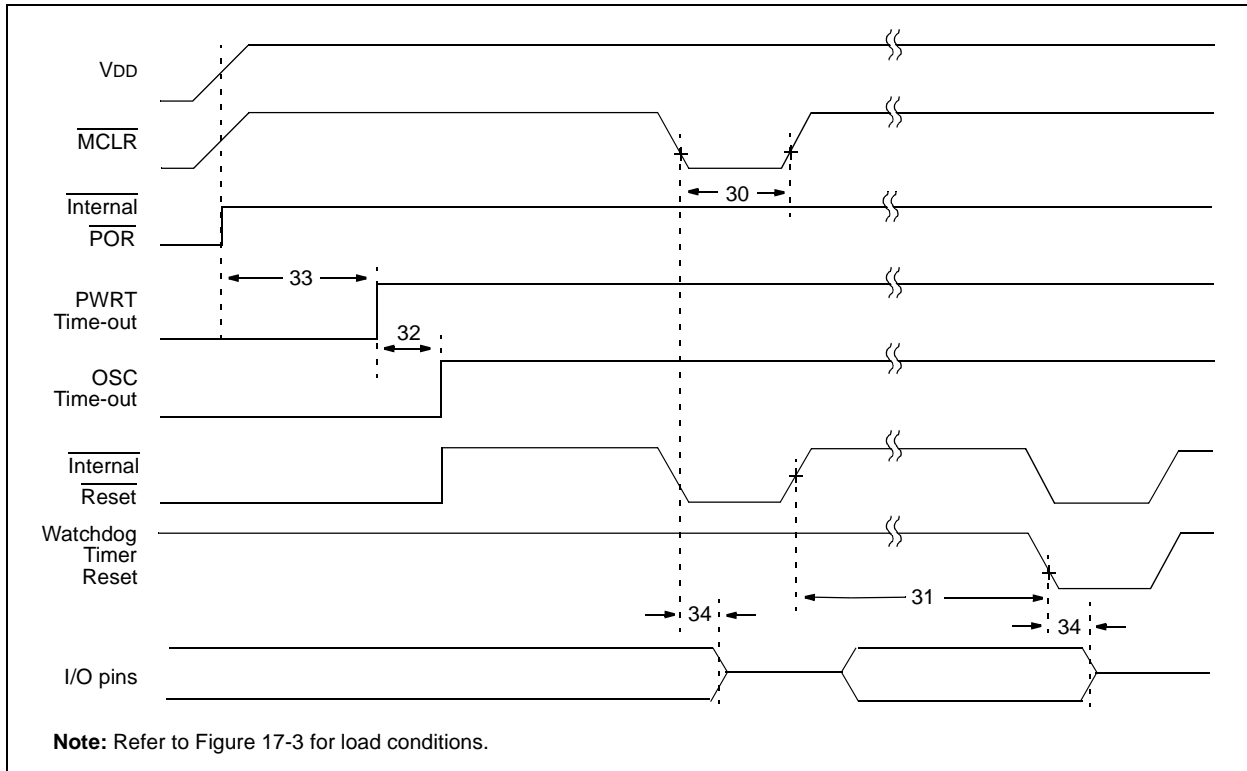 VDD
MCLR
30
Internal
POR
33
PWRT
Time-out
32
OSC
Time-out
Internal
Reset
Watchdog
Timer
Reset
31
34
34
I/O pins
Note: Refer to Figure 17-3 for load conditions.